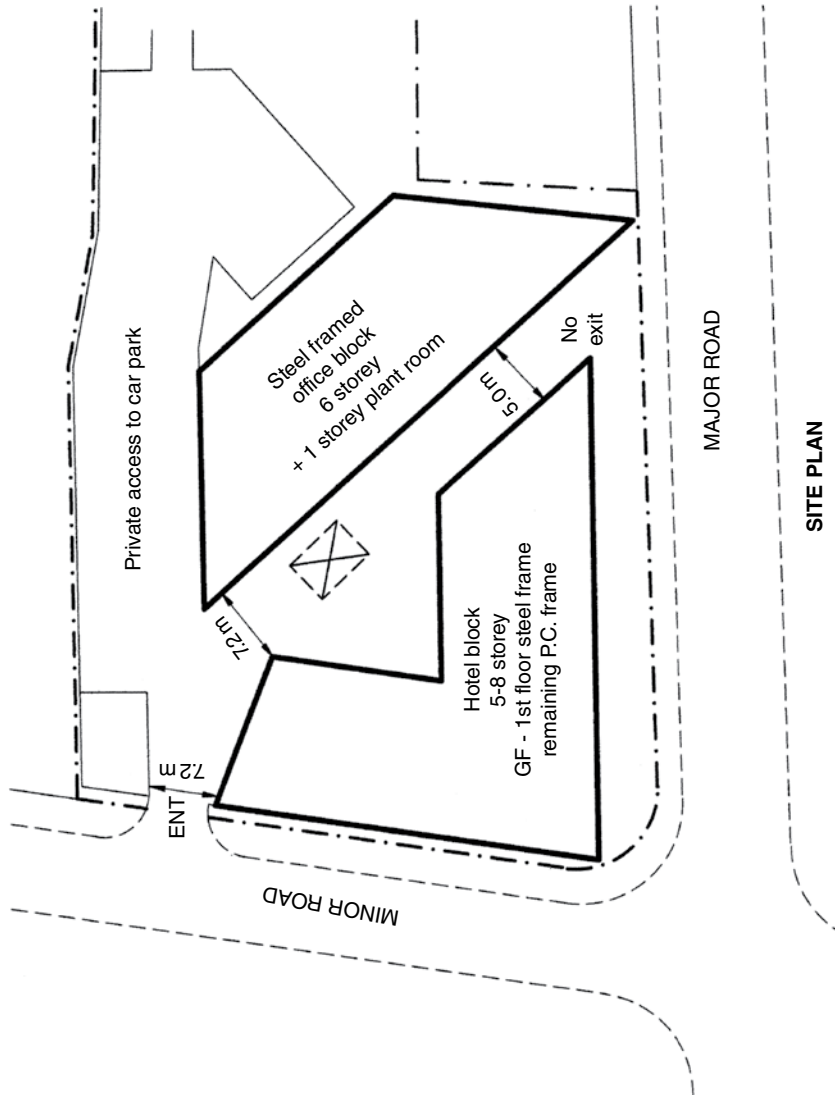 Private access to car park
Steel framed
office block
6 storey
+ 1 storey plant room
7.2 m
7.2 m
ENT
5.0 m
No
exit
Hotel block
5-8 storey
GF - 1st floor steel frame
remaining P.C. frame
MINOR ROAD
MAJOR ROAD
SITE PLAN